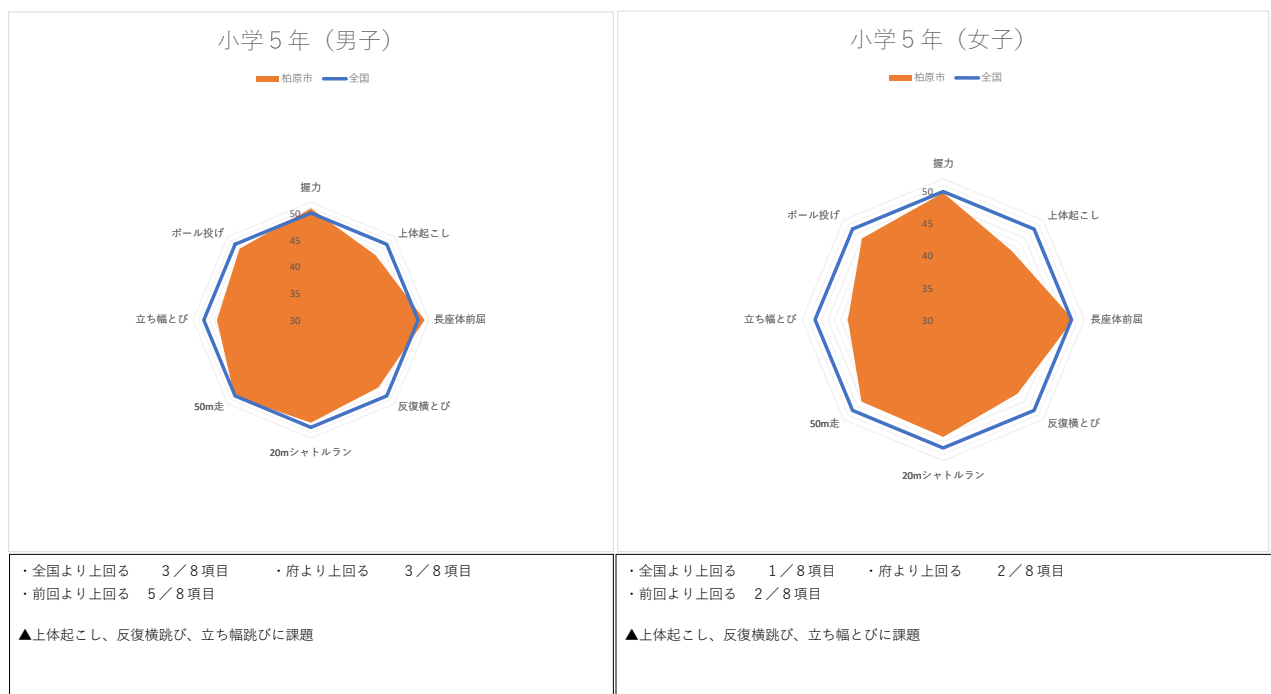 小学５年（男子）
柏原市 全国
握力
50
ボール投げ
上体起こし
45
40
35
立ち幅とび
30
長座体前屈
50m走
反復横とび
20mシャトルラン
・全国より上回る　３／８項目　・府より上回る　３／８項目
・前回より上回る　５／８項目
▲上体起こし、反復横跳び、立ち幅跳びに課題
小学５年（女子）
柏原市 全国
握力
50
ボール投げ
上体起こし
45
40
35
立ち幅とび
30
長座体前屈
50m走
反復横とび
20mシャトルラン
・全国より上回る　１／８項目　・府より上回る　２／８項目
・前回より上回る　２／８項目
▲上体起こし、反復横跳び、立ち幅とびに課題